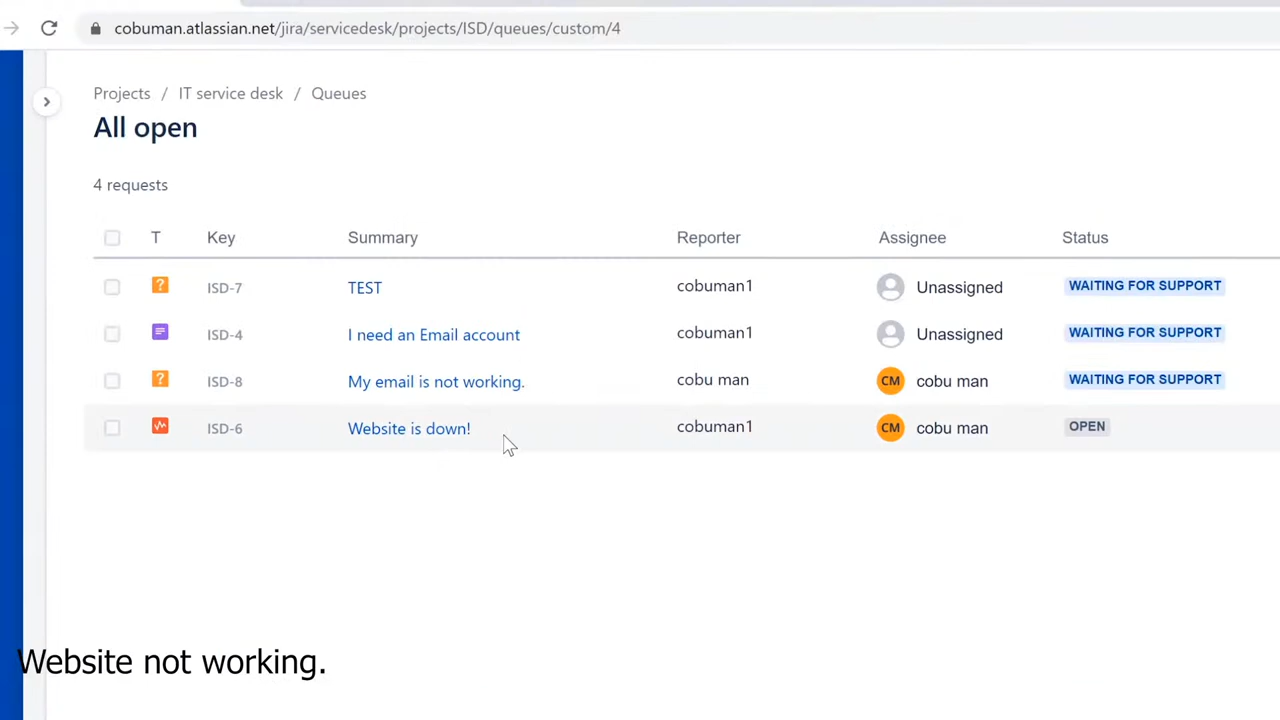 cobuman.atlassian.net/jira/servicedesk/projects/ISD/queues/custom/4
Projects / IT service desk / Queues
All open
4 requests
T Key Summary Reporter Assignee Status
? ISD-7 TEST cobuman1 Unassigned WAITING FOR SUPPORT
ISD-4 I need an Email account cobuman1 Unassigned WAITING FOR SUPPORT
? ISD-8 My email is not working. cobu man CM cobu man WAITING FOR SUPPORT
ISD-6 Website is down! cobuman1 CM cobu man OPEN
Website not working.